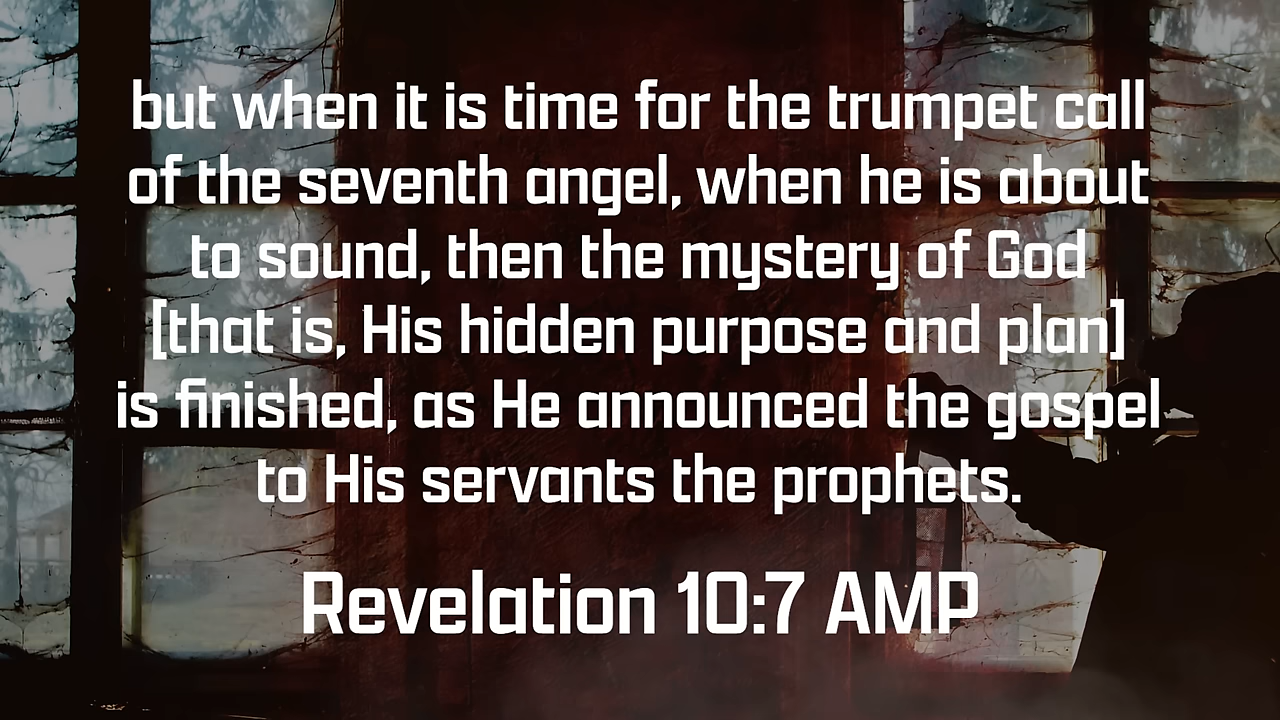 but when it is time for the trumpet call
of the seventh angel, when he is about
to sound, then the mystery of God
[that is, His hidden purpose and plan]
is finished, as He announced the gospel
to His servants the prophets.
Revelation 10:7 AMP